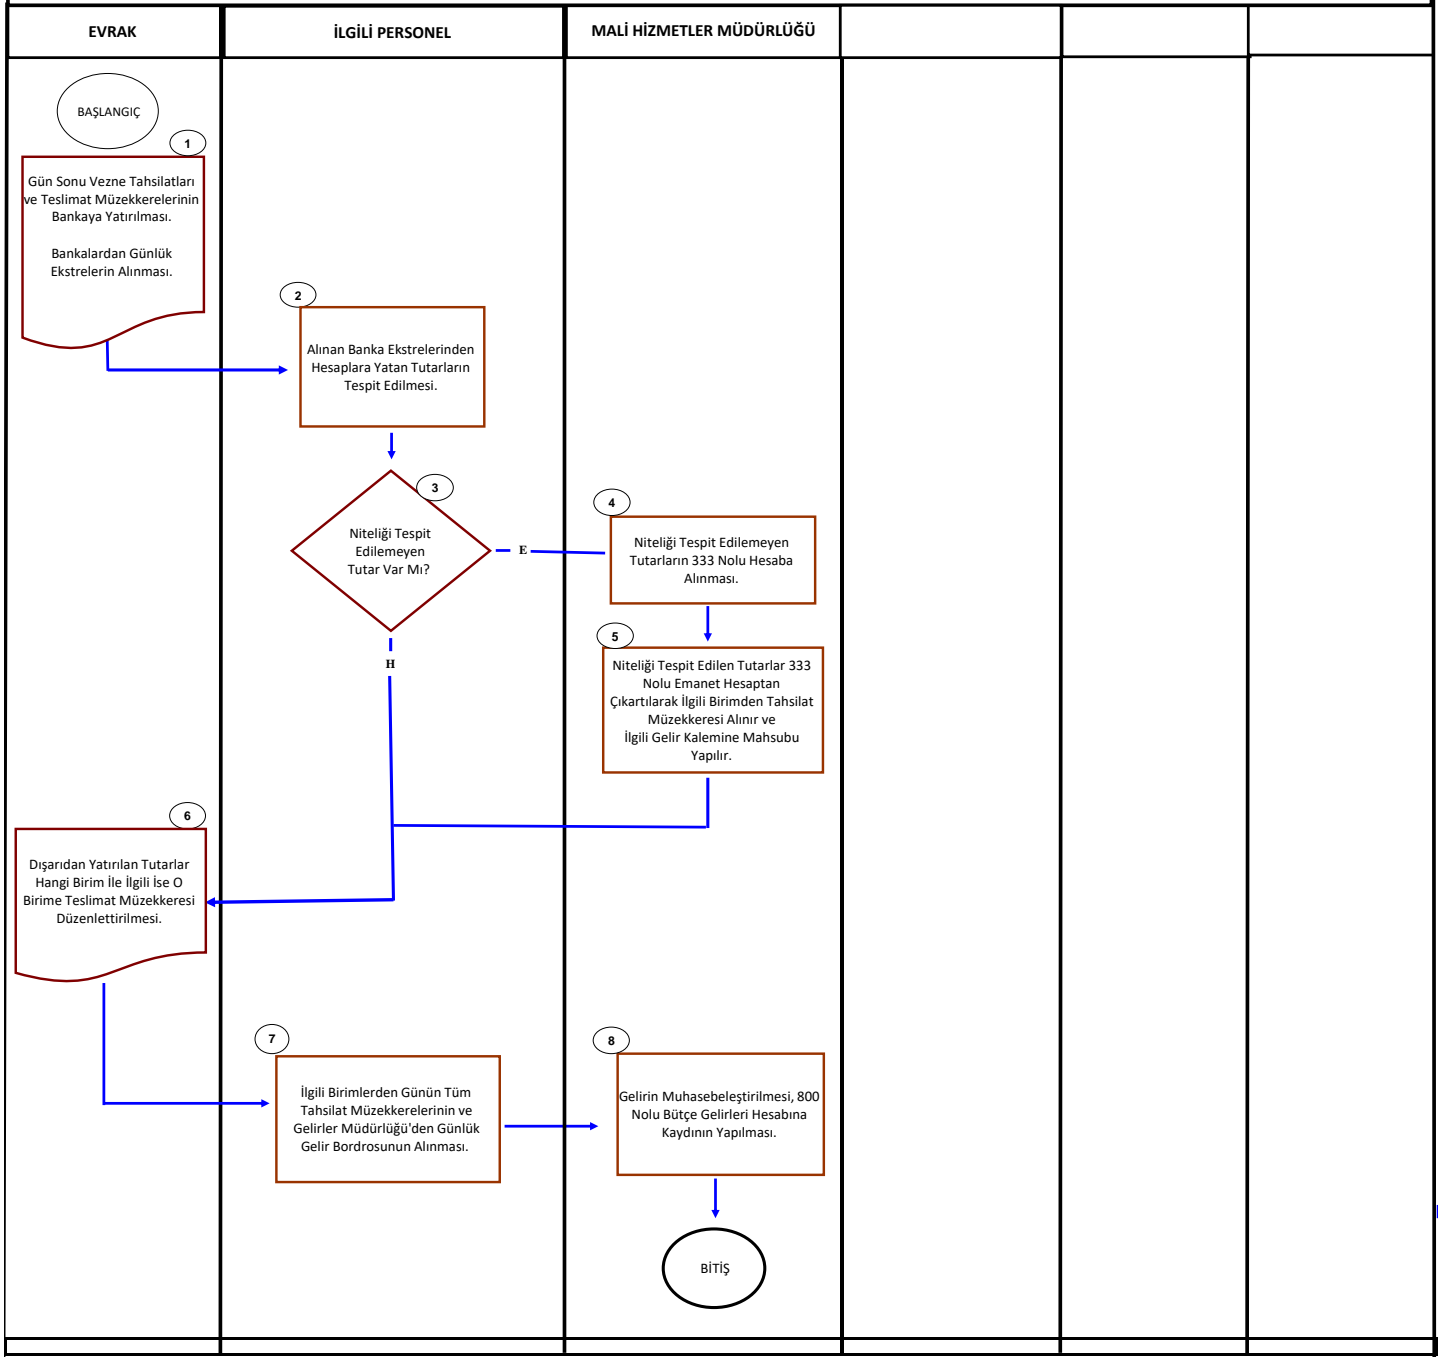 EVRAK
İLGİLİ PERSONEL
MALİ HİZMETLER MÜDÜRLÜĞÜ
BAŞLANGIÇ
1
Gün Sonu Vezne Tahsilatları
ve Teslimat Müzekkerelerinin
Bankaya Yatırılması.
Bankalardan Günlük
Ekstrelerin Alınması.
2
Alınan Banka Ekstrelerinden
Hesaplara Yatan Tutarların
Tespit Edilmesi.
3
Niteliği Tespit
Edilemeyen
Tutar Var Mı?
E
H
4
Niteliği Tespit Edilemeyen
Tutarların 333 Nolu Hesaba
Alınması.
5
Niteliği Tespit Edilen Tutarlar 333
Nolu Emanet Hesaptan
Çıkartılarak İlgili Birimden Tahsilat
Müzekkeresi Alınır ve
İlgili Gelir Kalemine Mahsubu
Yapılır.
6
Dışarıdan Yatırılan Tutarlar
Hangi Birim İle İlgili İse O
Birime Teslimat Müzekkeresi
Düzenlettirilmesi.
7
İlgili Birimlerden Günün Tüm
Tahsilat Müzekkerelerinin ve
Gelirler Müdürlüğü'den Günlük
Gelir Bordrosunun Alınması.
8
Gelirin Muhasebeleştirilmesi, 800
Nolu Bütçe Gelirleri Hesabına
Kaydının Yapılması.
BİTİŞ